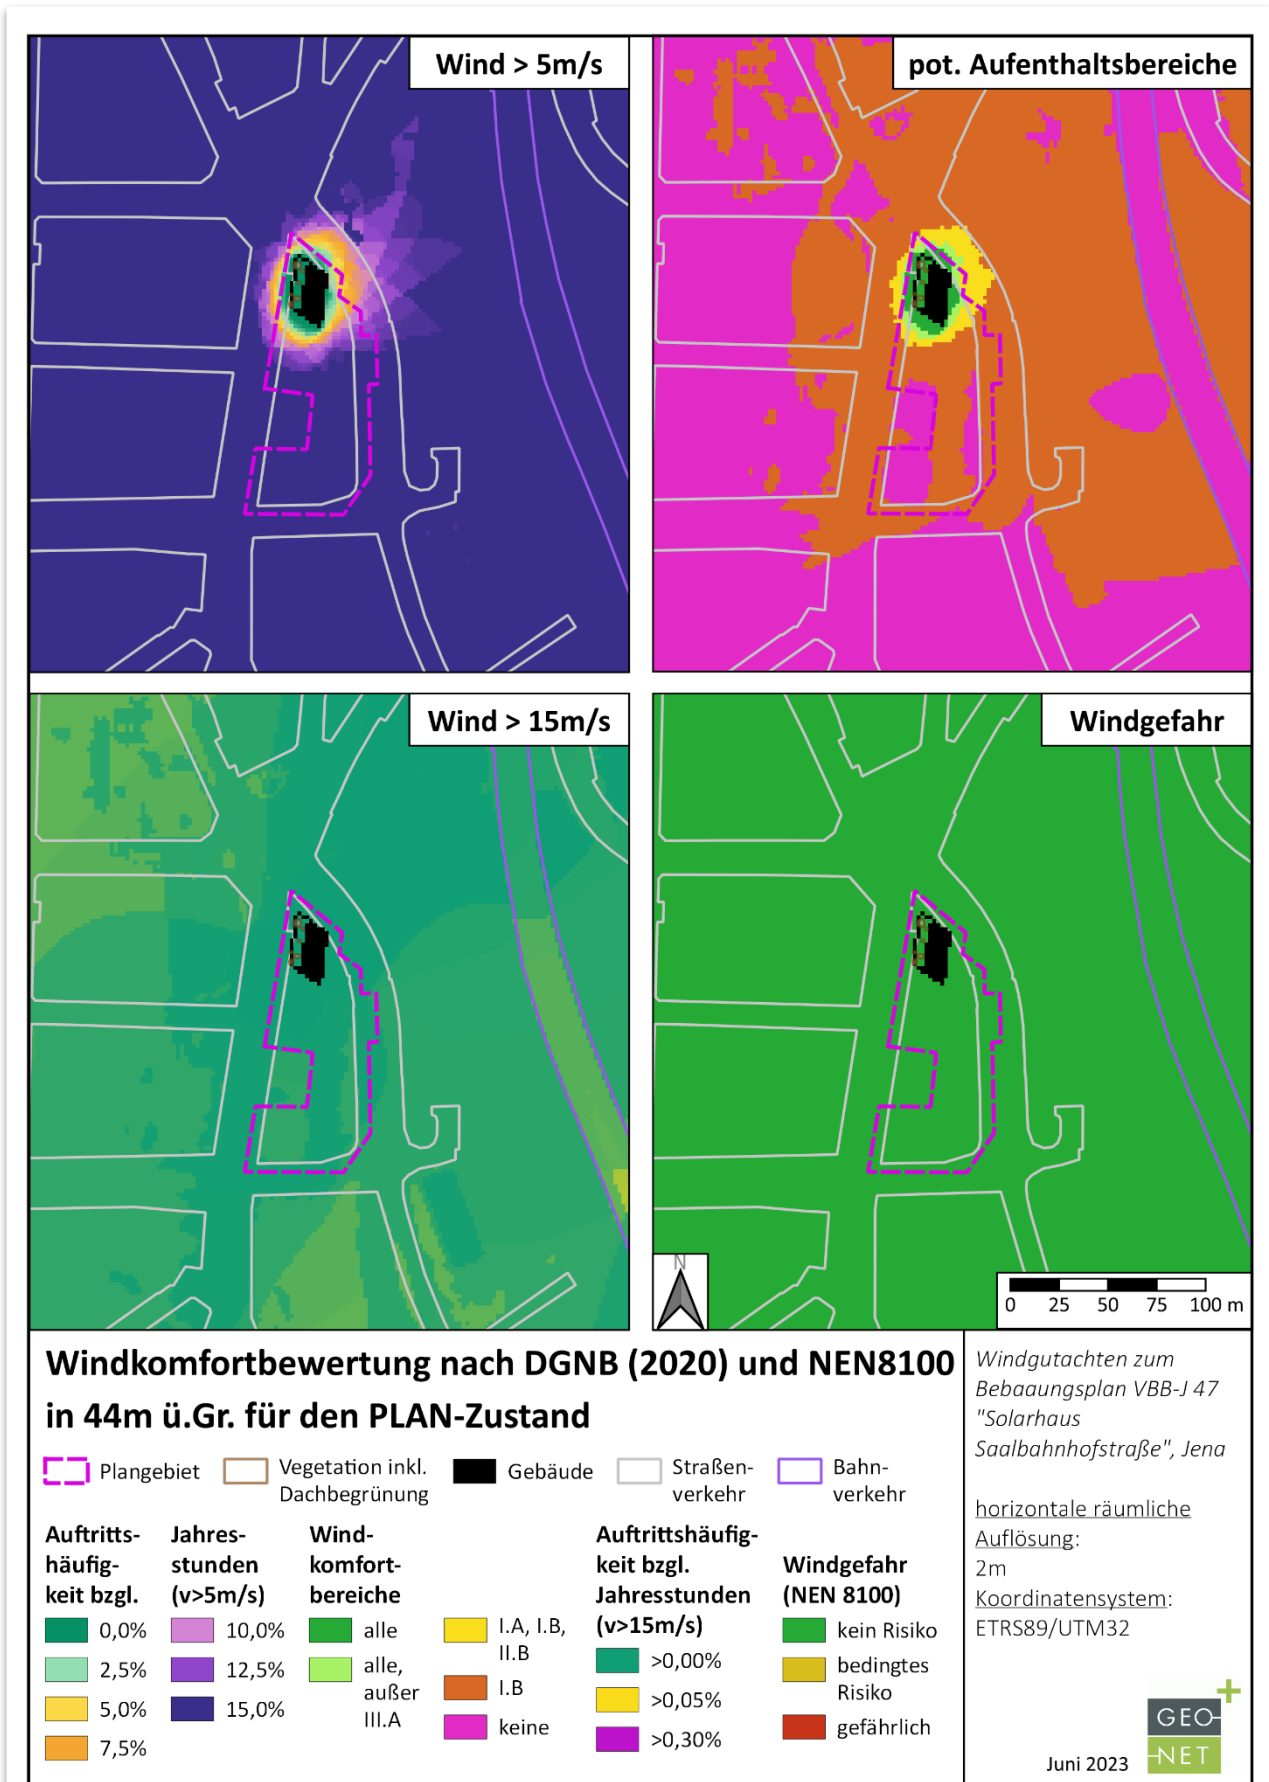 Wind > 5m/s
pot. Aufenthaltsbereiche
Wind > 15m/s
Windgefahr
N
0 25 50 75 100 m
Windkomfortbewertung nach DGNB (2020) und NEN8100
in 44m ü.Gr. für den PLAN-Zustand
Plangebiet
Vegetation inkl.
Dachbegrünung
Gebäude
Straßen-
verkehr
Bahn-
verkehr
Auftritts-
häufig-
keit bzgl.
Jahres-
stunden
(v>5m/s)
0,0%
2,5%
5,0%
7,5%
10,0%
12,5%
15,0%
Wind-
komfort-
bereiche
alle
alle,
außer
III.A
I.A, I.B,
II.B
I.B
keine
Auftrittshäufig-
keit bzgl.
Jahresstunden
(v>15m/s)
>0,00%
>0,05%
>0,30%
Windgefahr
(NEN 8100)
kein Risiko
bedingtes
Risiko
gefährlich
Windgutachten zum
Bebaaungsplan VBB-J 47
"Solarhaus
Saalbahnhofstraße", Jena
horizontale räumliche
Auflösung:
2m
Koordinatensystem:
ETRS89/UTM32
Juni 2023
GEO-
-NET